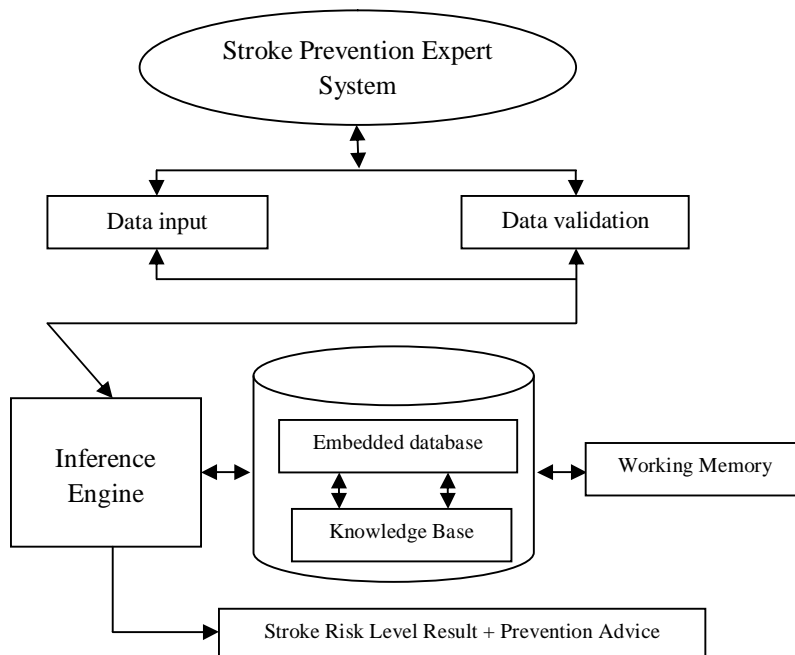 Stroke Prevention Expert
System
Data input
Data validation
Inference
Engine
Embedded database
Knowledge Base
Working Memory
Stroke Risk Level Result + Prevention Advice